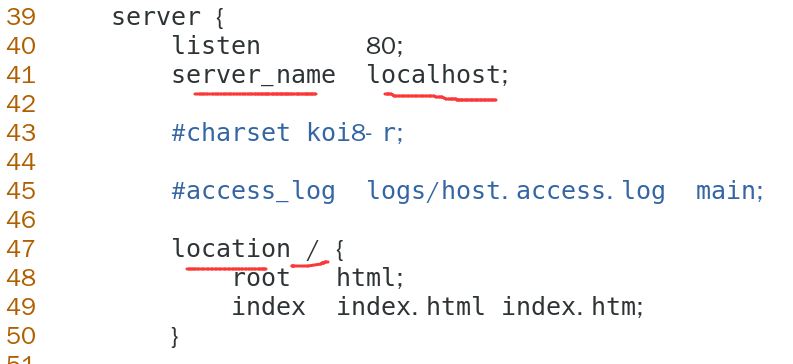 39 server {
40 listen 80;
41 server_name localhost;
42
43 #charset koi8-r;
44
45 #access_log logs/host.access.log main;
46
47 location / {
48 root html;
49 index index.html index.htm;
50 }
51